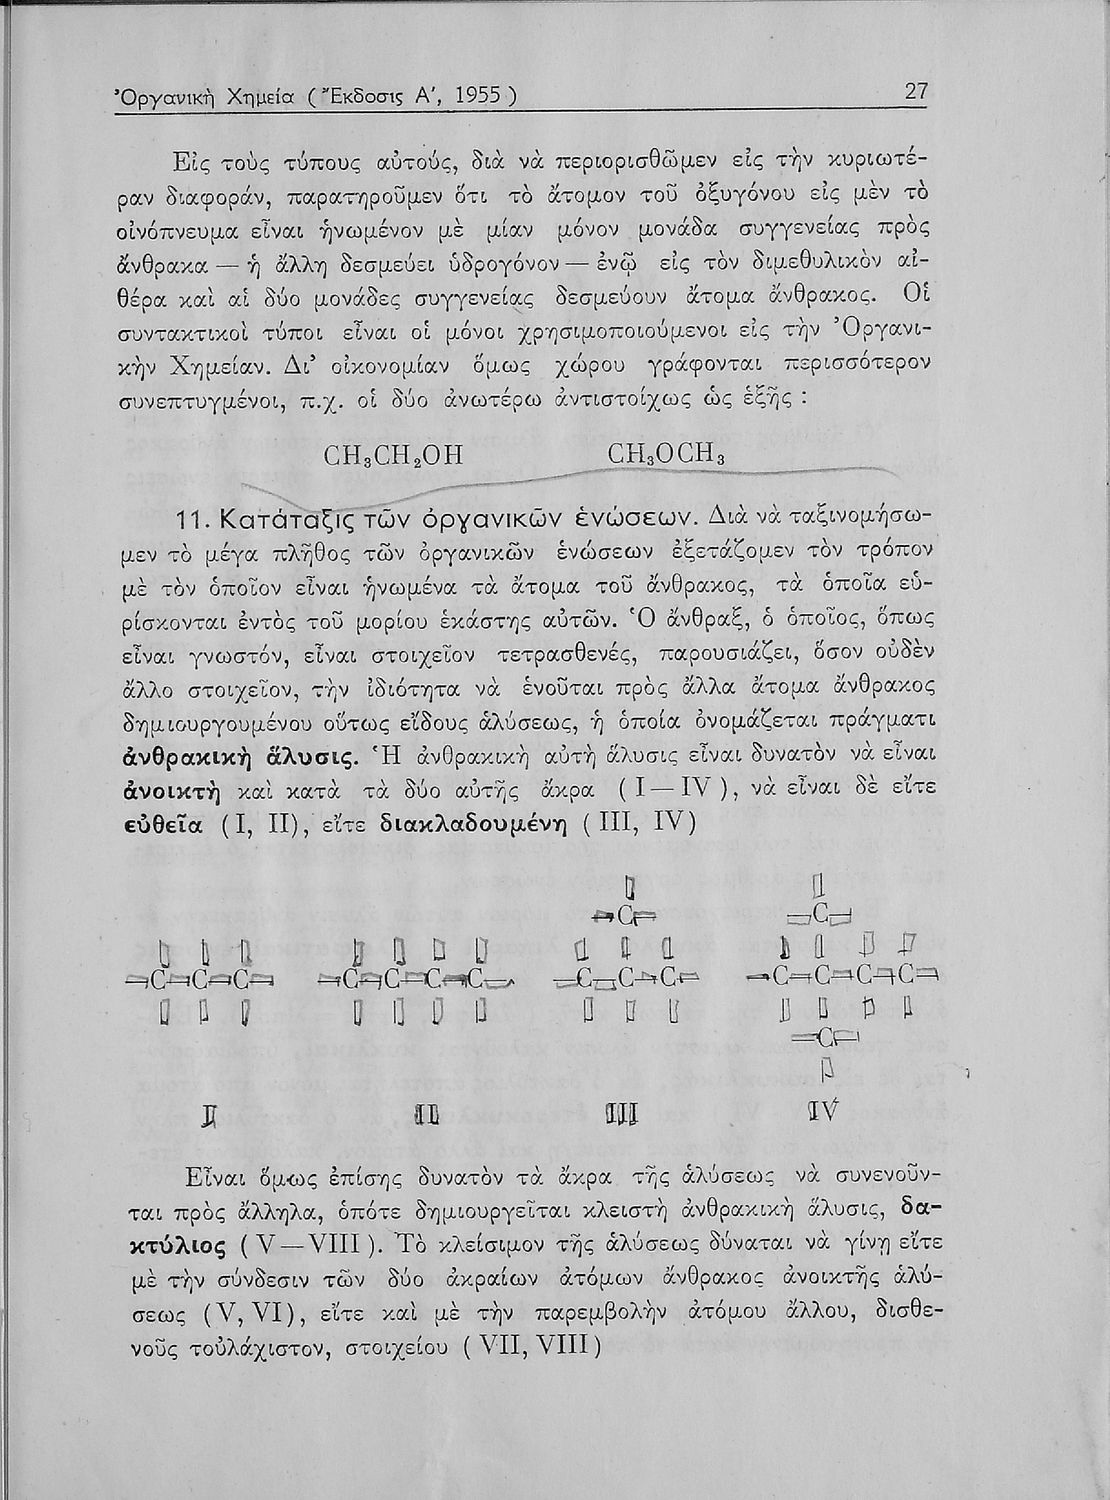 Ὀργανικὴ Χημεία ( Ἔκδοσις Α΄, 1955 ) 27
Εἰς τοὺς τύπους αὐτούς, διὰ νὰ περιορισθῶμεν εἰς τὴν κυριωτέ-
ραν διαφοράν, παρατηροῦμεν ὅτι τὸ ἄτομον τοῦ ὀξυγόνου εἰς μὲν τὸ
οἰνόπνευμα εἶναι ἡνωμένον μὲ μίαν μόνον μονάδα συγγενείας πρὸς
ἄνθρακα — ἡ ἄλλη δεσμεύει ὑδρογόνον — ἐνῷ εἰς τὸν διμεθυλικὸν αἰ-
θέρα καὶ αἱ δύο μονάδες συγγενείας δεσμεύουν ἄτομα ἄνθρακος. Οἱ
συντακτικοὶ τύποι εἶναι οἱ μόνοι χρησιμοποιούμενοι εἰς τὴν Ὀργανι-
κὴν Χημείαν. Δι᾽ οἰκονομίαν ὅμως χώρου γράφονται περισσότερον
συνεπτυγμένοι, π.χ. οἱ δύο ἀνωτέρω ἀντιστοίχως ὡς ἑξῆς :
CH₃CH₂OH CH₃OCH₃
11. Κατάταξις τῶν ὀργανικῶν ἑνώσεων. Διὰ νὰ ταξινομήσω-
μεν τὸ μέγα πλῆθος τῶν ὀργανικῶν ἑνώσεων ἐξετάζομεν τὸν τρόπον
μὲ τὸν ὁποῖον εἶναι ἡνωμένα τὰ ἄτομα τοῦ ἄνθρακος, τὰ ὁποῖα εὑ-
ρίσκονται ἐντὸς τοῦ μορίου ἑκάστης αὐτῶν. Ὁ ἄνθραξ, ὁ ὁποῖος, ὅπως
εἶναι γνωστόν, εἶναι στοιχεῖον τετρασθενές, παρουσιάζει, ὅσον οὐδὲν
ἄλλο στοιχεῖον, τὴν ἰδιότητα νὰ ἑνοῦται πρὸς ἄλλα ἄτομα ἄνθρακος
δημιουργουμένου οὕτως εἴδους ἁλύσεως, ἡ ὁποία ὀνομάζεται πράγματι
ἀνθρακικὴ ἅλυσις. Ἡ ἀνθρακικὴ αὐτὴ ἅλυσις εἶναι δυνατὸν νὰ εἶναι
ἀνοικτὴ καὶ κατὰ τὰ δύο αὐτῆς ἄκρα ( I — IV ), νὰ εἶναι δὲ εἴτε
εὐθεῖα ( I, II), εἴτε διακλαδουμένη ( III, IV)
C C
C C C C C C C C C C C C C C
C
I II III IV
Εἶναι ὅμως ἐπίσης δυνατὸν τὰ ἄκρα τῆς ἁλύσεως νὰ συνενοῦν-
ται πρὸς ἄλληλα, ὁπότε δημιουργεῖται κλειστὴ ἀνθρακικὴ ἅλυσις, δα-
κτύλιος ( V — VIII ). Τὸ κλείσιμον τῆς ἁλύσεως δύναται νὰ γίνῃ εἴτε
μὲ τὴν σύνδεσιν τῶν δύο ἀκραίων ἀτόμων ἄνθρακος ἀνοικτῆς ἁλύ-
σεως (V, VI), εἴτε καὶ μὲ τὴν παρεμβολὴν ἀτόμου ἄλλου, δισθε-
νοῦς τοὐλάχιστον, στοιχείου ( VII, VIII )